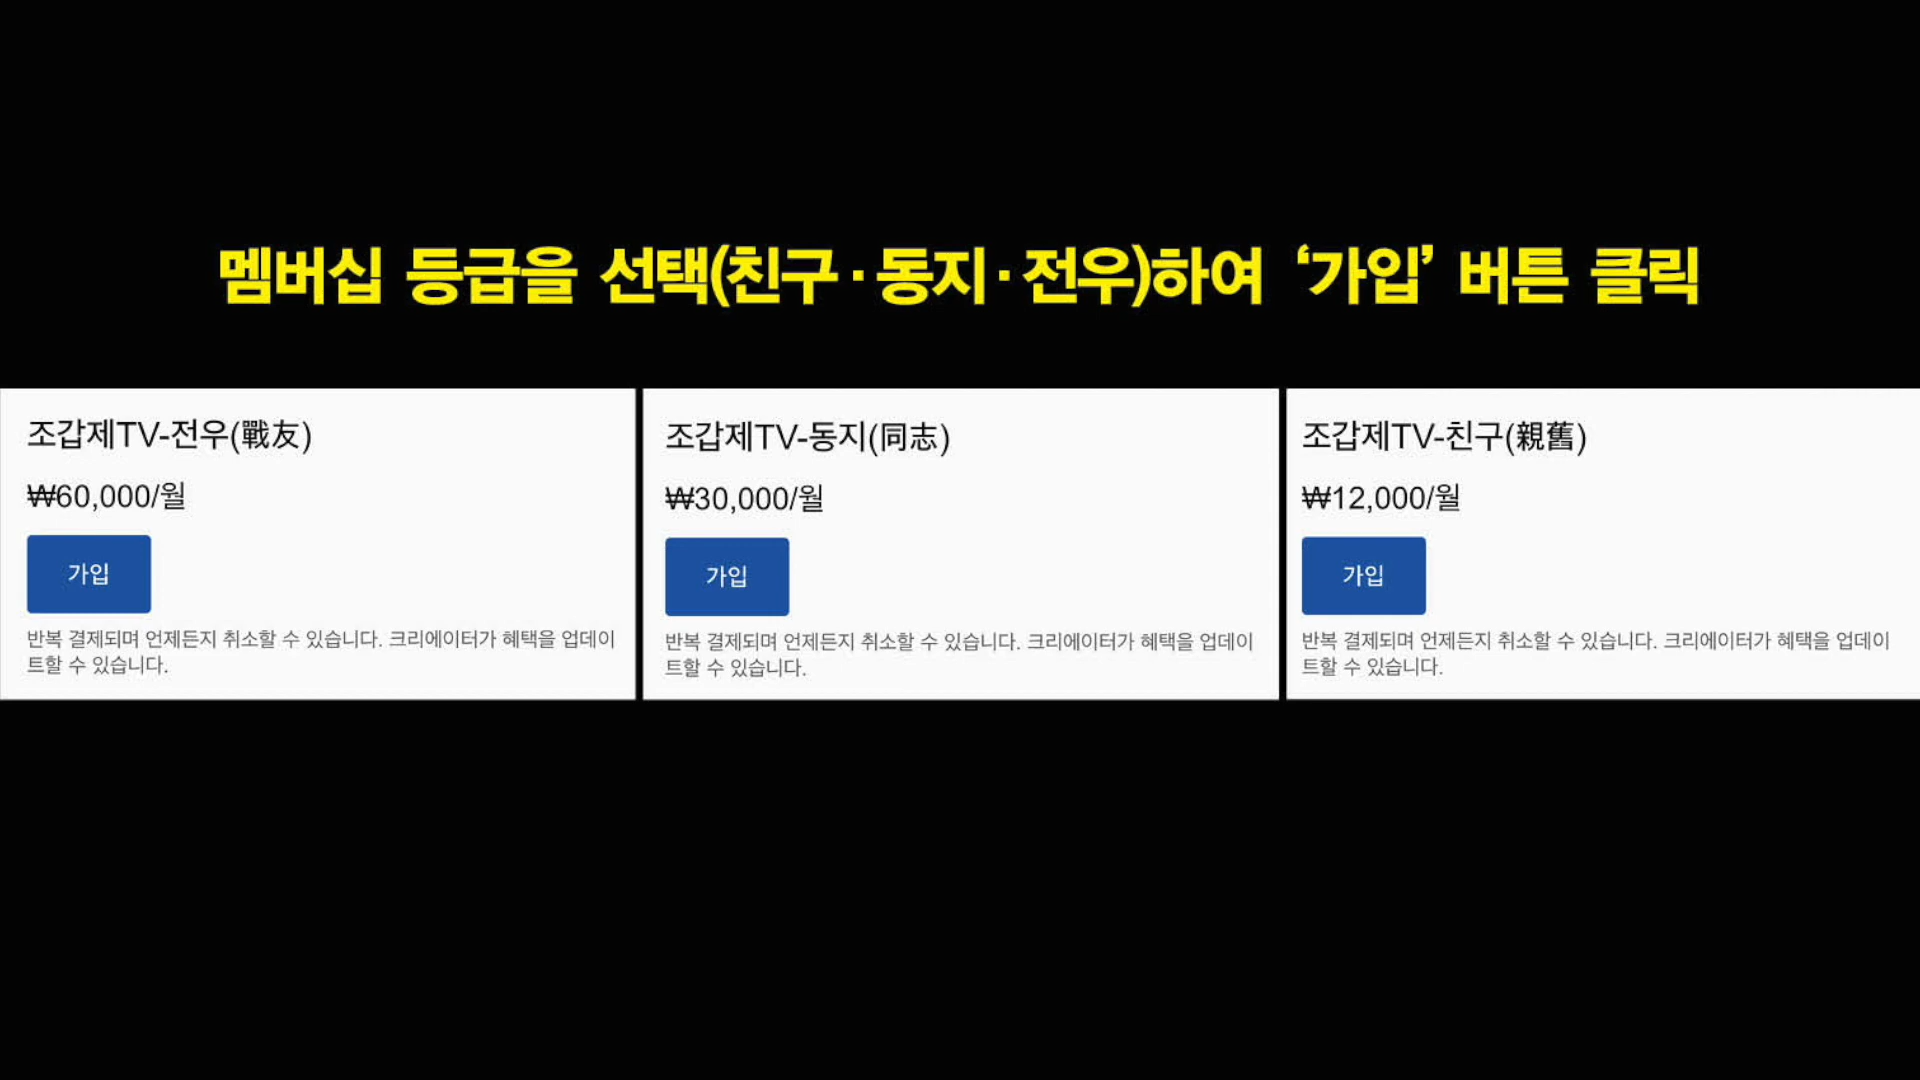 멤버십 등급을 선택(친구·동지·전우)하여 ‘가입’ 버튼 클릭
조갑제TV-전우(戰友)
₩60,000/월
가입
반복 결제되며 언제든지 취소할 수 있습니다. 크리에이터가 혜택을 업데이
트할 수 있습니다.
조갑제TV-동지(同志)
₩30,000/월
가입
반복 결제되며 언제든지 취소할 수 있습니다. 크리에이터가 혜택을 업데이
트할 수 있습니다.
조갑제TV-친구(親舊)
₩12,000/월
가입
반복 결제되며 언제든지 취소할 수 있습니다. 크리에이터가 혜택을 업데이
트할 수 있습니다.